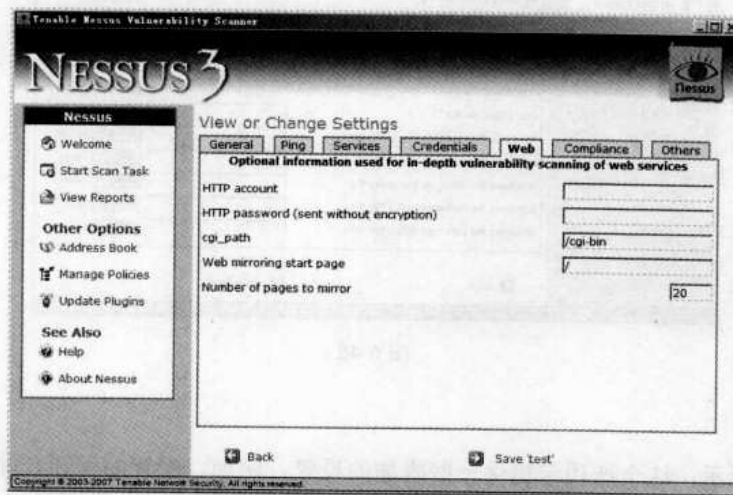 Tenable Nessus Vulnerability Scanner
NESSUS 3
Nessus
Nessus
Welcome
Start Scan Task
View Reports
Other Options
Address Book
Manage Policies
Update Plugins
See Also
Help
About Nessus
View or Change Settings
General Ping Services Credentials Web Compliance Others
Optional information used for in-depth vulnerability scanning of web services
HTTP account
HTTP password (sent without encryption)
cgi_path /cgi-bin
Web mirroring start page /
Number of pages to mirror 20
Back Save 'test'
Copyright © 2003-2007 Tenable Network Security, All rights reserved.